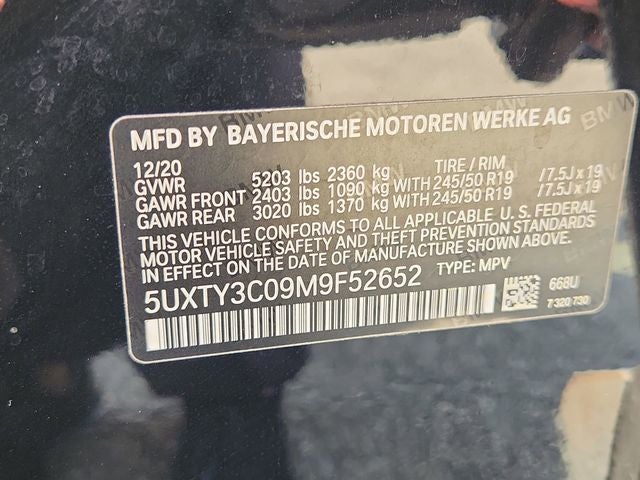 MFD BY BAYERISCHE MOTOREN WERKE AG
12/20
GVWR 5203 lbs 2360 kg TIRE / RIM
GAWR FRONT 2403 lbs 1090 kg WITH 245/50 R19 /7.5J x 19
GAWR REAR 3020 lbs 1370 kg WITH 245/50 R19 /7.5J x 19
THIS VEHICLE CONFORMS TO ALL APPLICABLE U.S. FEDERAL
MOTOR VEHICLE SAFETY AND THEFT PREVENTION STANDARDS
IN EFFECT ON THE DATE OF MANUFACTURE SHOWN ABOVE.
5UXTY3C09M9F52652 TYPE: MPV
668U
7 320 730